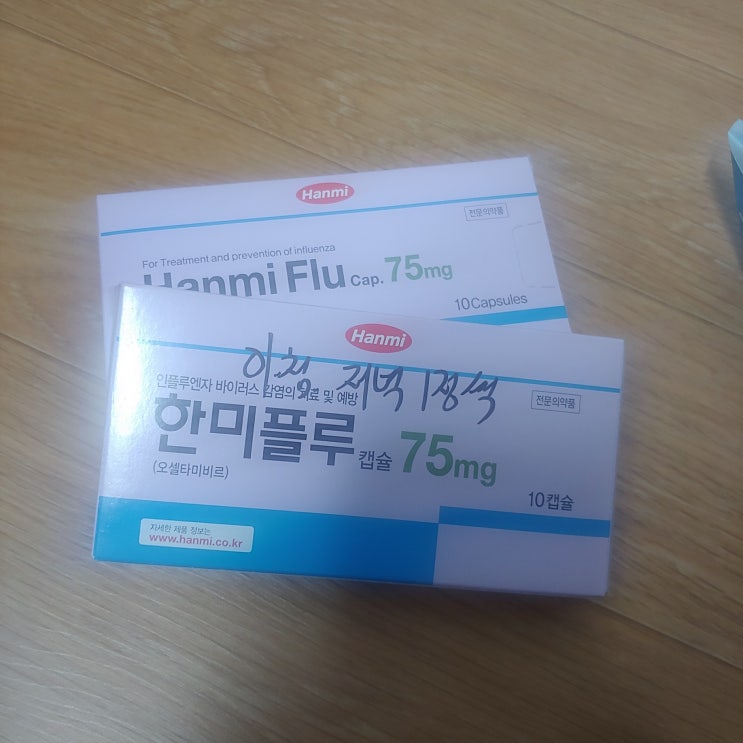 Hanmi
전문의약품
For Treatment and prevention of influenza
Hanmi Flu Cap. 75mg
10Capsules
Hanmi
아침 저녁 1정씩
인플루엔자 바이러스 감염의 치료 및 예방
전문의약품
한미플루 캡슐 75mg
(오셀타미비르)
10캡슐
자세한 제품 정보는
www.hanmi.co.kr